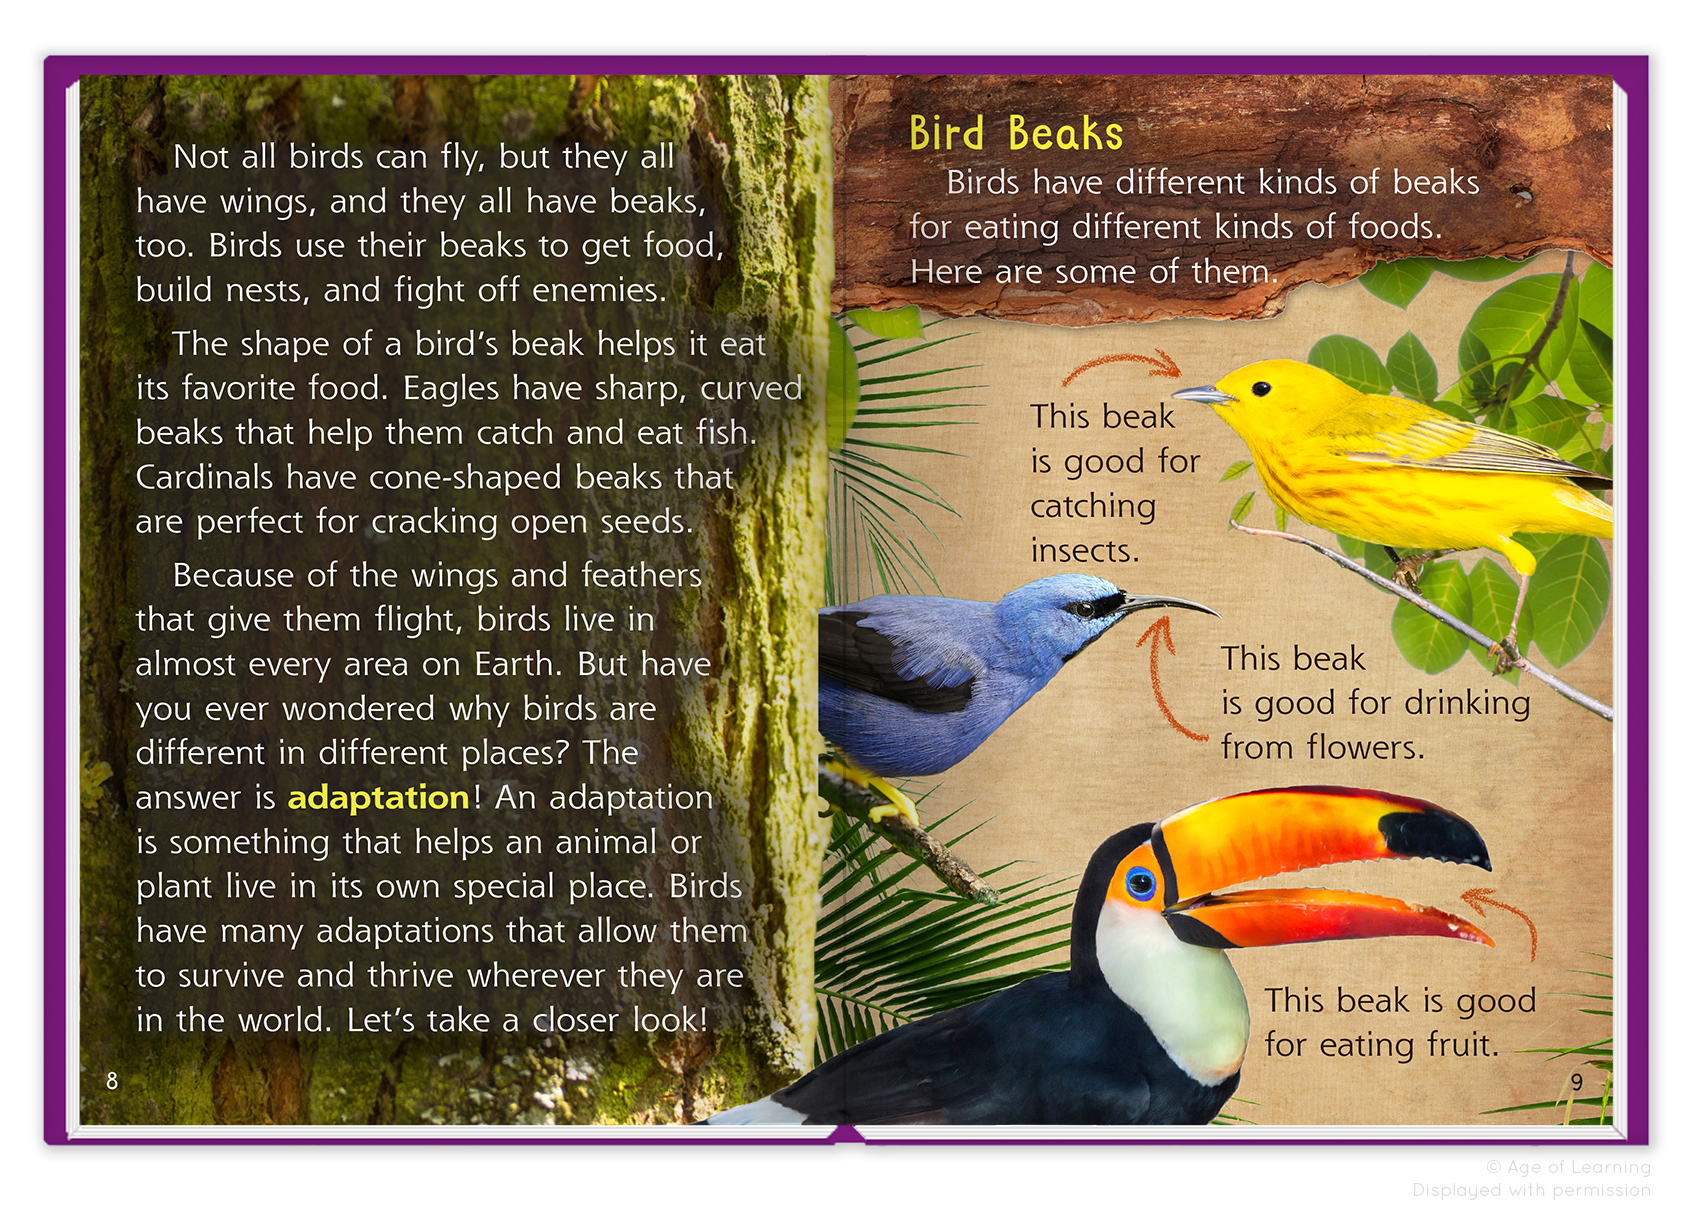 Not all birds can fly, but they all
have wings, and they all have beaks,
too. Birds use their beaks to get food,
build nests, and fight off enemies.
The shape of a bird's beak helps it eat
its favorite food. Eagles have sharp, curved
beaks that help them catch and eat fish.
Cardinals have cone-shaped beaks that
are perfect for cracking open seeds.
Because of the wings and feathers
that give them flight, birds live in
almost every area on Earth. But have
you ever wondered why birds are
different in different places? The
answer is adaptation! An adaptation
is something that helps an animal or
plant live in its own special place. Birds
have many adaptations that allow them
to survive and thrive wherever they are
in the world. Let's take a closer look!
8
Bird Beaks
Birds have different kinds of beaks
for eating different kinds of foods.
Here are some of them.
This beak
is good for
catching
insects.
This beak
is good for drinking
from flowers.
This beak is good
for eating fruit.
9
© Age of Learning
Displayed with permission